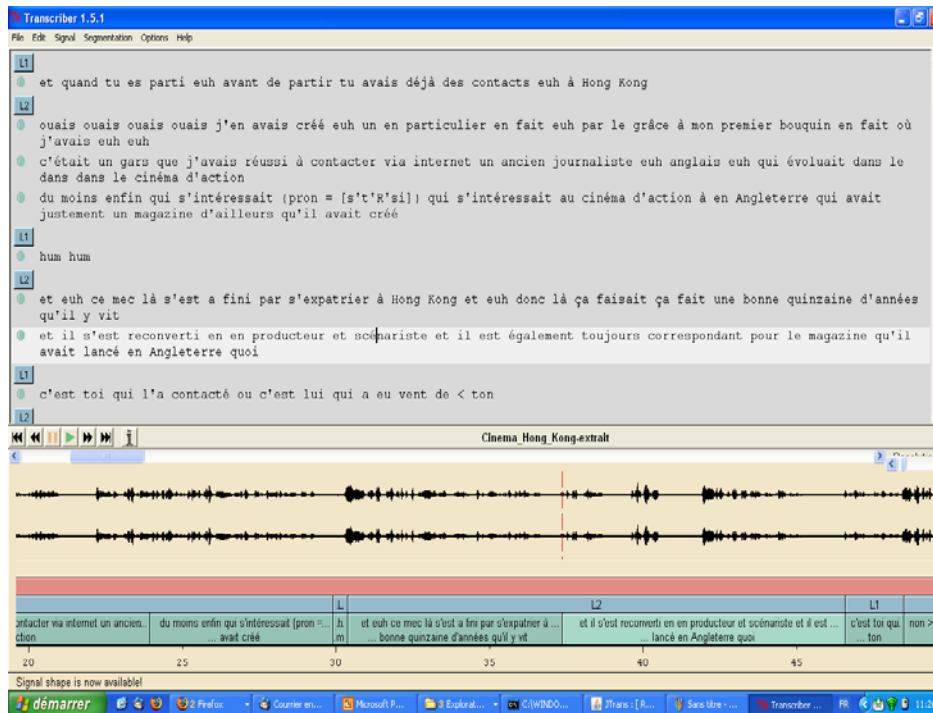 Transcriber 1.5.1
File Edit Signal Segmentation Options Help
L1
et quand tu es parti euh avant de partir tu avais déjà des contacts euh à Hong Kong
L2
ouais ouais ouais ouais j'en avais créé euh un en particulier en fait euh par le grâce à mon premier bouquin en fait où
j'avais euh euh
c'était un gars que j'avais réussi à contacter via internet un ancien journaliste euh anglais euh qui évoluait dans le
dans dans le cinéma d'action
du moins enfin qui s'intéressait {pron = [s't'R'si]} qui s'intéressait au cinéma d'action à en Angleterre qui avait
justement un magazine d'ailleurs qu'il avait créé
L1
hum hum
L2
et euh ce mec là s'est a fini par s'expatrier à Hong Kong et euh donc là ça faisait ça fait une bonne quinzaine d'années
qu'il y vit
et il s'est reconverti en en producteur et scénariste et il est également toujours correspondant pour le magazine qu'il
avait lancé en Angleterre quoi
L1
c'est toi qui l'a contacté ou c'est lui qui a eu vent de < ton
L2
CInema_Hong_Kong-extraIt
L. L2 L1
ontacter via internet un ancien... du moins enfin qui s'intéressait {pron =... .h. et euh ce mec là s'est a fini par s'expatrier à ... et il s'est reconverti en en producteur et scénariste et il est ... c'est toi qui. non >
ction ... avait créé .m ... bonne quinzaine d'années qu'il y vit ... lancé en Angleterre quoi ... ton
20 25 30 35 40 45
Signal shape is now available!
démarrer 2 Firefox Courrier en... Microsoft P... 3 Explorat... C:\WINDO... JTrans : [ R... Sans titre - ... Transcriber ... FR 11:2